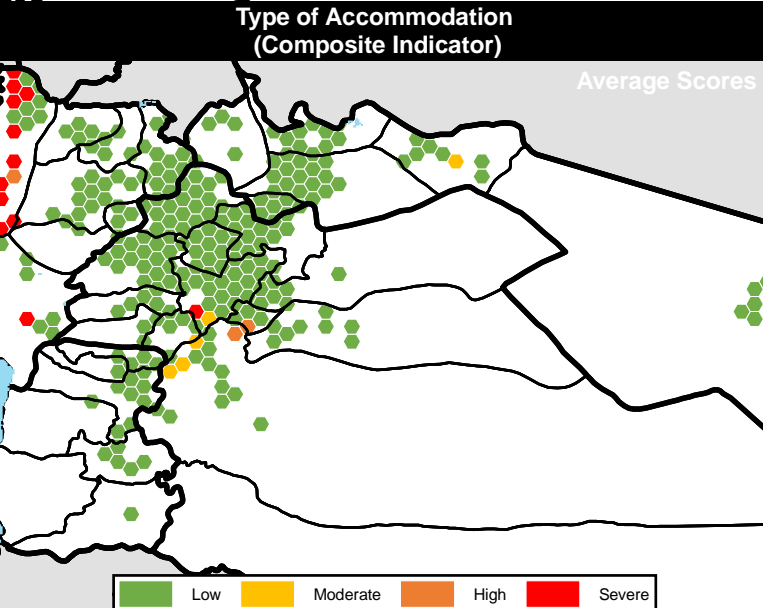 Type of Accommodation
(Composite Indicator)
Average Scores
Low
Moderate
High
Severe